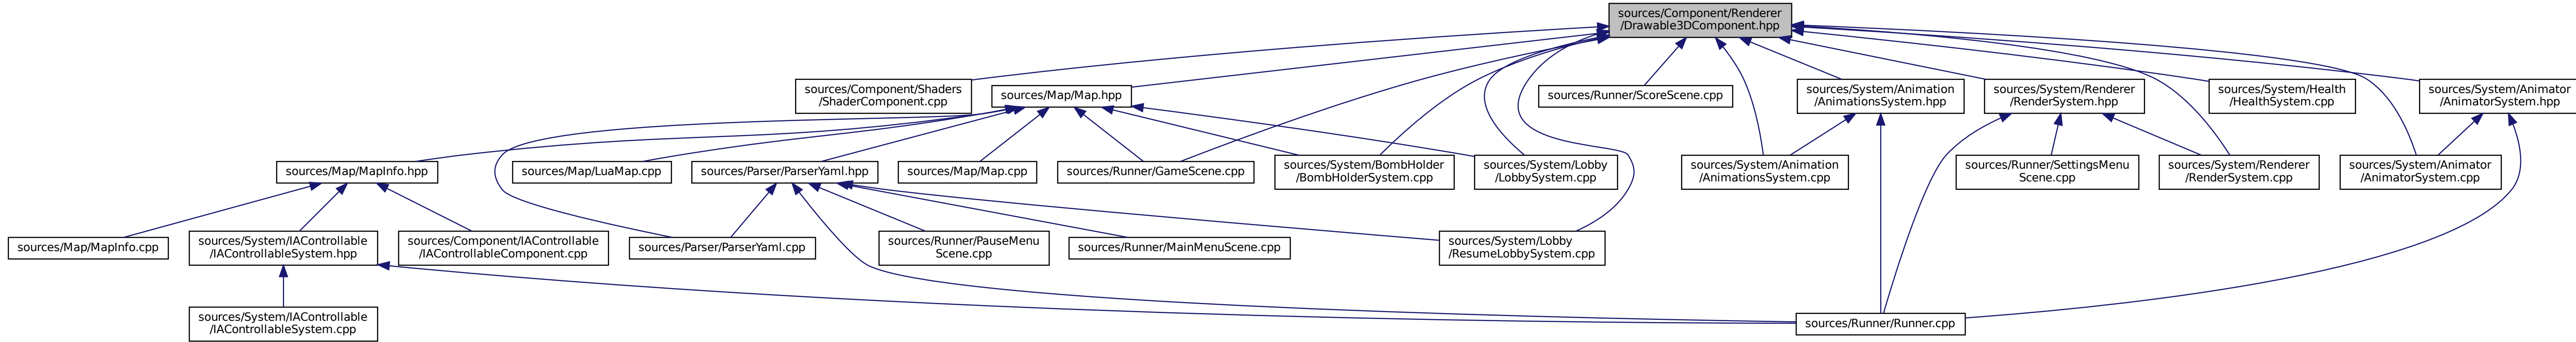 sources/Component/Renderer
/Drawable3DComponent.hpp
sources/Component/Shaders
/ShaderComponent.cpp
sources/Map/Map.hpp
sources/Runner/ScoreScene.cpp
sources/System/Animation
/AnimationsSystem.hpp
sources/System/Renderer
/RenderSystem.hpp
sources/System/Health
/HealthSystem.cpp
sources/System/Animator
/AnimatorSystem.hpp
sources/Map/MapInfo.hpp
sources/Map/LuaMap.cpp
sources/Parser/ParserYaml.hpp
sources/Map/Map.cpp
sources/Runner/GameScene.cpp
sources/System/BombHolder
/BombHolderSystem.cpp
sources/System/Lobby
/LobbySystem.cpp
sources/System/Animation
/AnimationsSystem.cpp
sources/Runner/SettingsMenu
Scene.cpp
sources/System/Renderer
/RenderSystem.cpp
sources/System/Animator
/AnimatorSystem.cpp
sources/Map/MapInfo.cpp
sources/System/IAControllable
/IAControllableSystem.hpp
sources/Component/IAControllable
/IAControllableComponent.cpp
sources/Parser/ParserYaml.cpp
sources/Runner/PauseMenu
Scene.cpp
sources/Runner/MainMenuScene.cpp
sources/System/Lobby
/ResumeLobbySystem.cpp
sources/System/IAControllable
/IAControllableSystem.cpp
sources/Runner/Runner.cpp